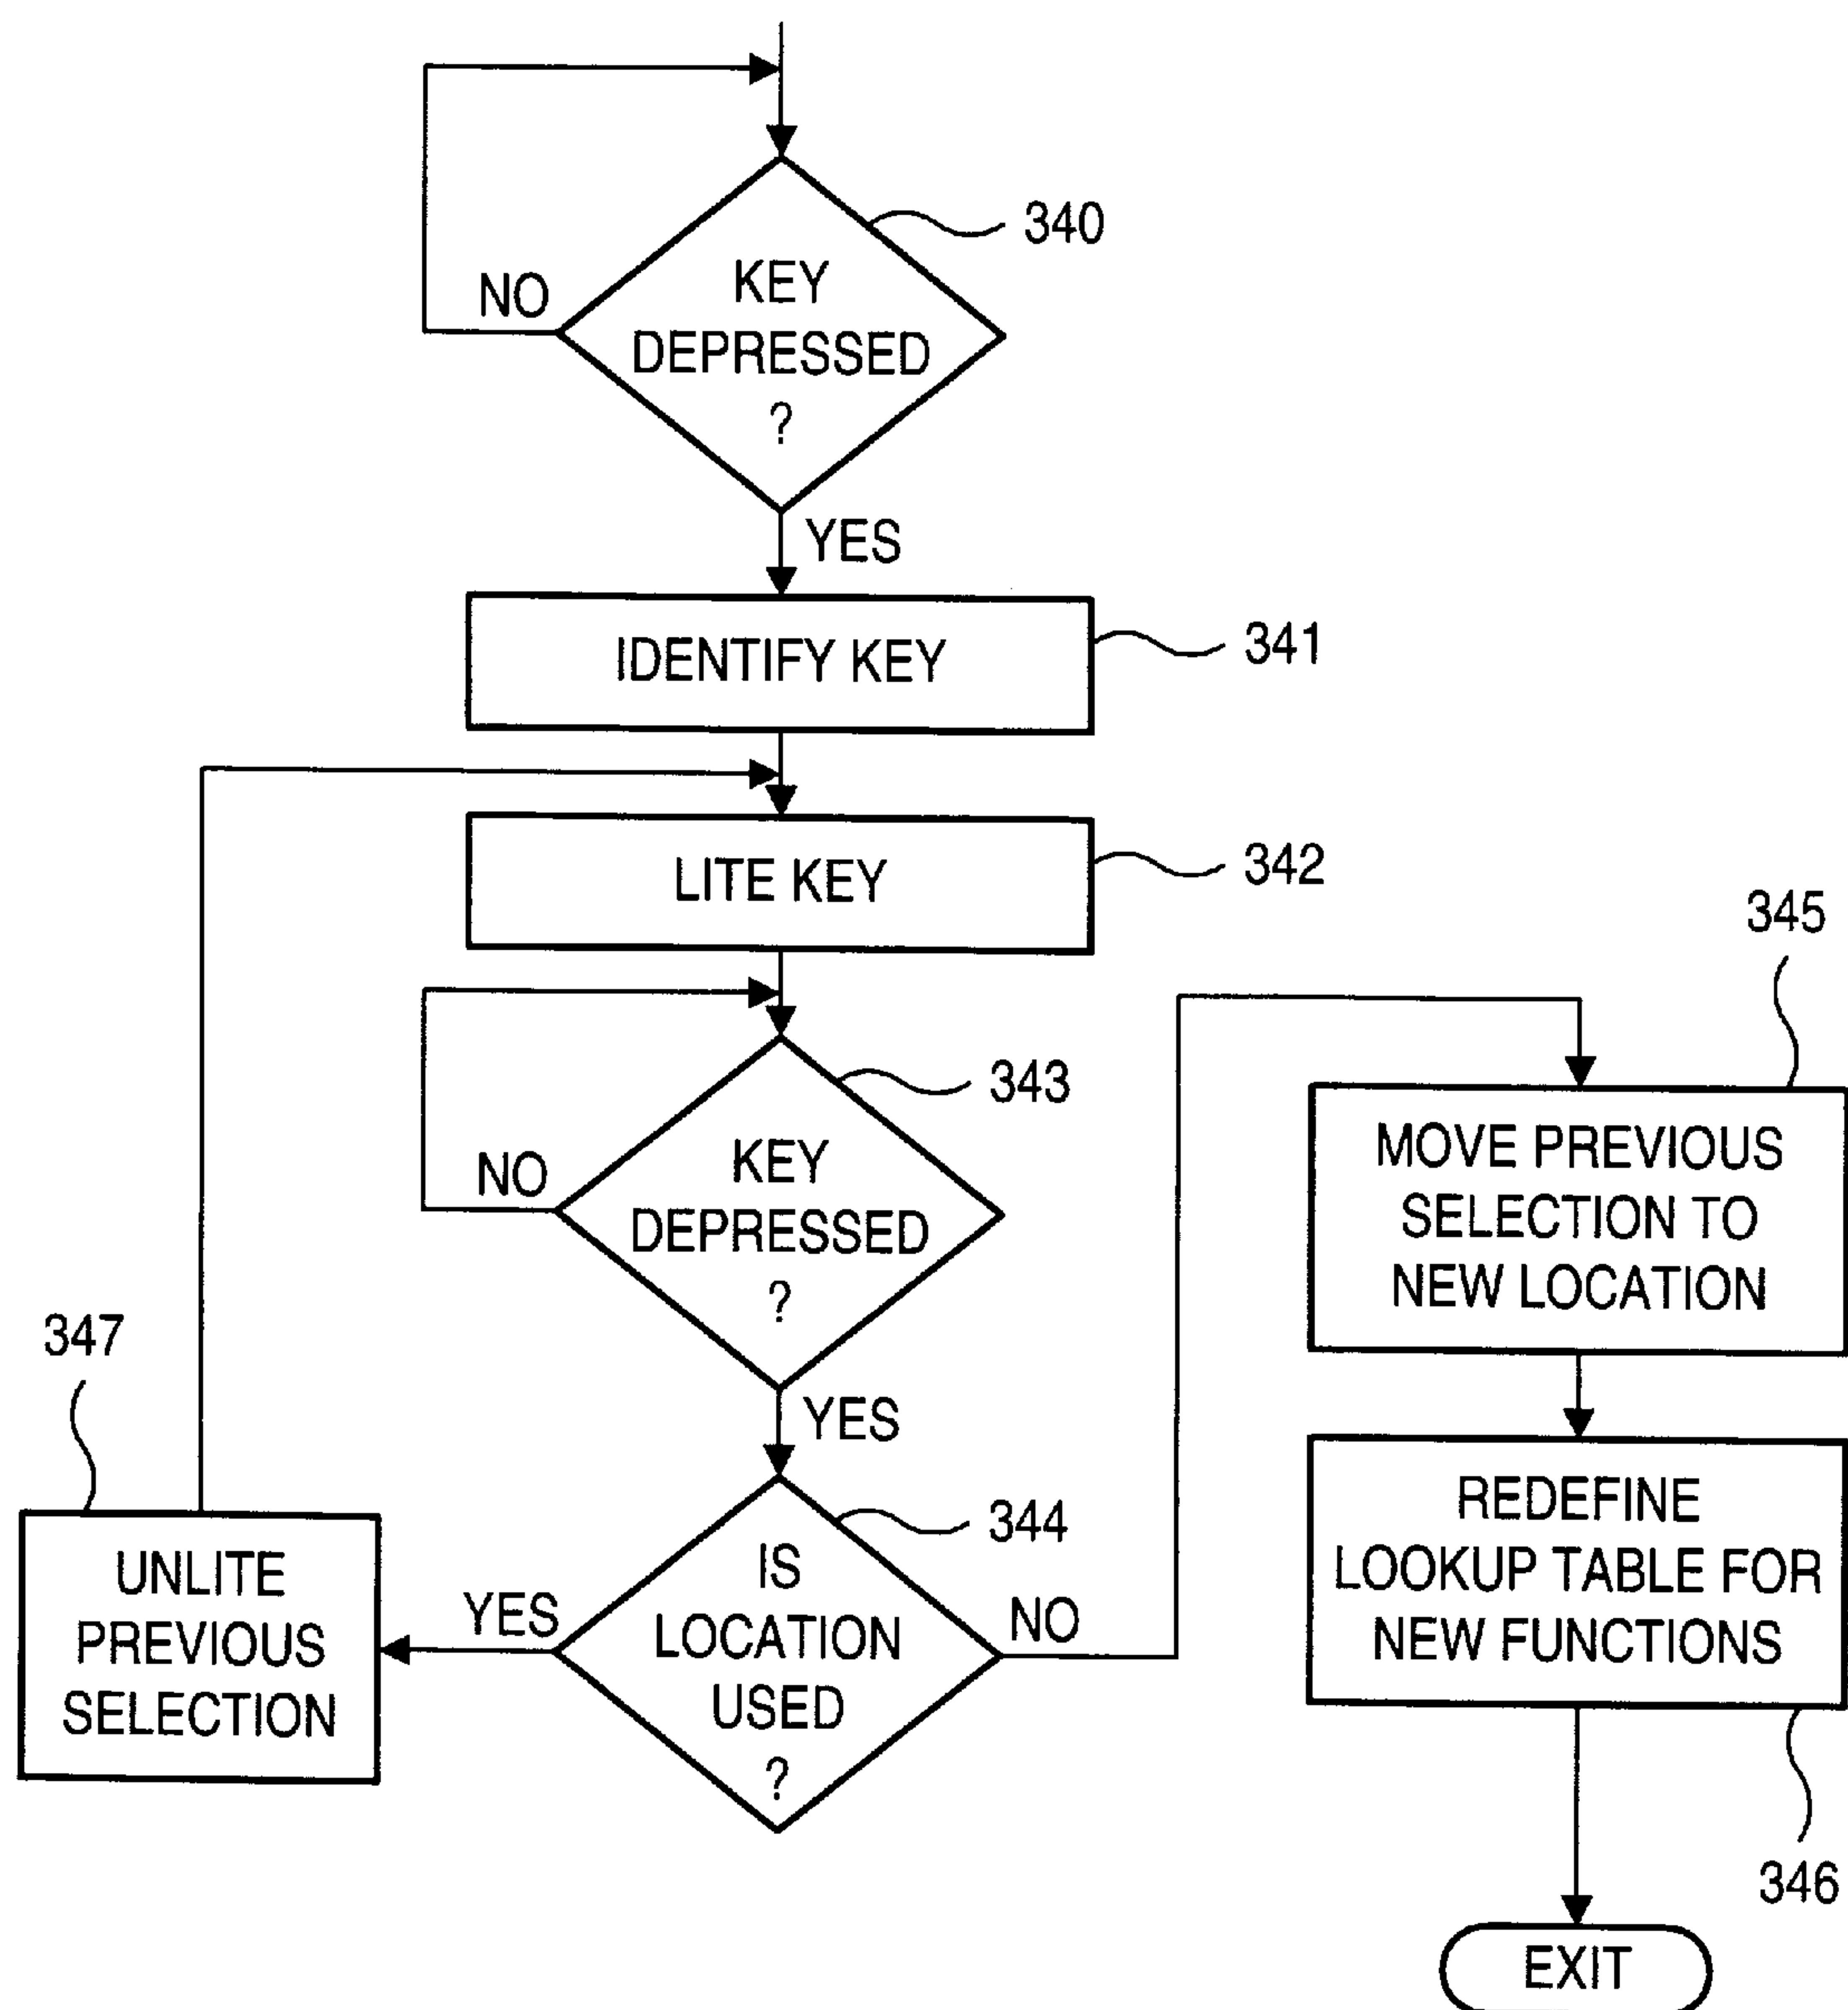 340
NO
KEY
DEPRESSED
?
YES
IDENTIFY KEY
341
LITE KEY
342
343
NO
KEY
DEPRESSED
?
YES
344
IS
LOCATION
USED
?
YES
NO
347
UNLITE
PREVIOUS
SELECTION
345
MOVE PREVIOUS
SELECTION TO
NEW LOCATION
REDEFINE
LOOKUP TABLE FOR
NEW FUNCTIONS
346
EXIT